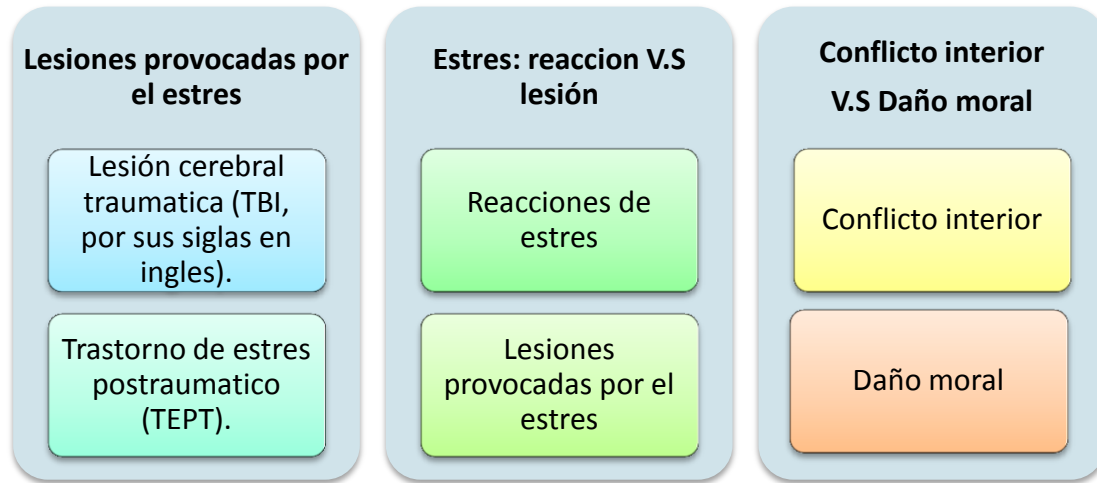 Lesiones provocadas por
el estres
Lesión cerebral
traumatica (TBI,
por sus siglas en
ingles).
Trastorno de estres
postraumatico
(TEPT).
Estres: reaccion V.S
lesión
Reacciones de
estres
Lesiones
provocadas por el
estres
Conflicto interior
V.S Daño moral
Conflicto interior
Daño moral